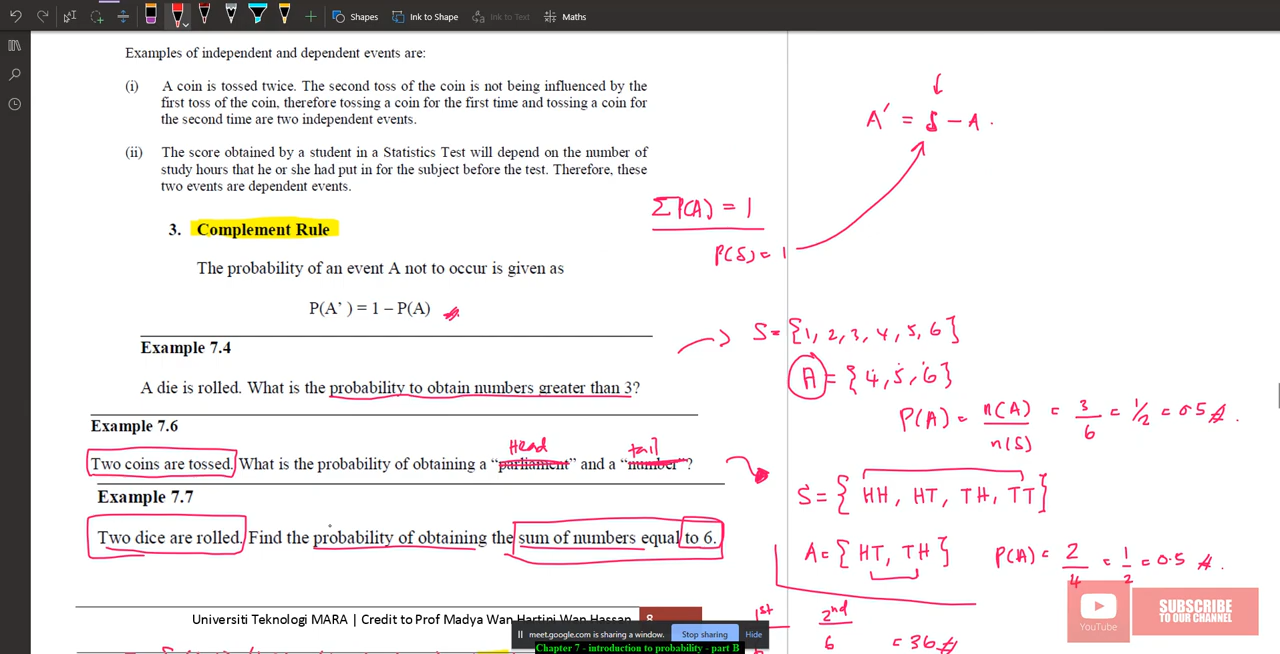 Shapes Ink to Shape Ink to Text Maths
Examples of independent and dependent events are:
(i) A coin is tossed twice. The second toss of the coin is not being influenced by the
first toss of the coin, therefore tossing a coin for the first time and tossing a coin for
the second time are two independent events.
(ii) The score obtained by a student in a Statistics Test will depend on the number of
study hours that he or she had put in for the subject before the test. Therefore, these
two events are dependent events.
A' = S - A.
ΣP(A) = 1
P(S) = 1
3. Complement Rule
The probability of an event A not to occur is given as
P(A’ ) = 1 – P(A)
Example 7.4
S = {1, 2, 3, 4, 5, 6}
A die is rolled. What is the probability to obtain numbers greater than 3?
A = {4, 5, 6}
P(A) = n(A)/n(S) = 3/6 = 1/2 = 0.5 #.
Example 7.6
Head tail
Two coins are tossed. What is the probability of obtaining a “parliament” and a “number”?
S = { HH, HT, TH, TT}
Example 7.7
Two dice are rolled. Find the probability of obtaining the sum of numbers equal to 6.
A = { HT, TH } P(A) = 2/4 = 1/2 = 0.5 #.
1st 2nd
6 = 36 #
Universiti Teknologi MARA | Credit to Prof Madya Wan Hartini Wan Hassan 8
YouTube
SUBSCRIBE
TO OUR CHANNEL
meet.google.com is sharing a window. Stop sharing Hide
Chapter 7 - introduction to probability - part B